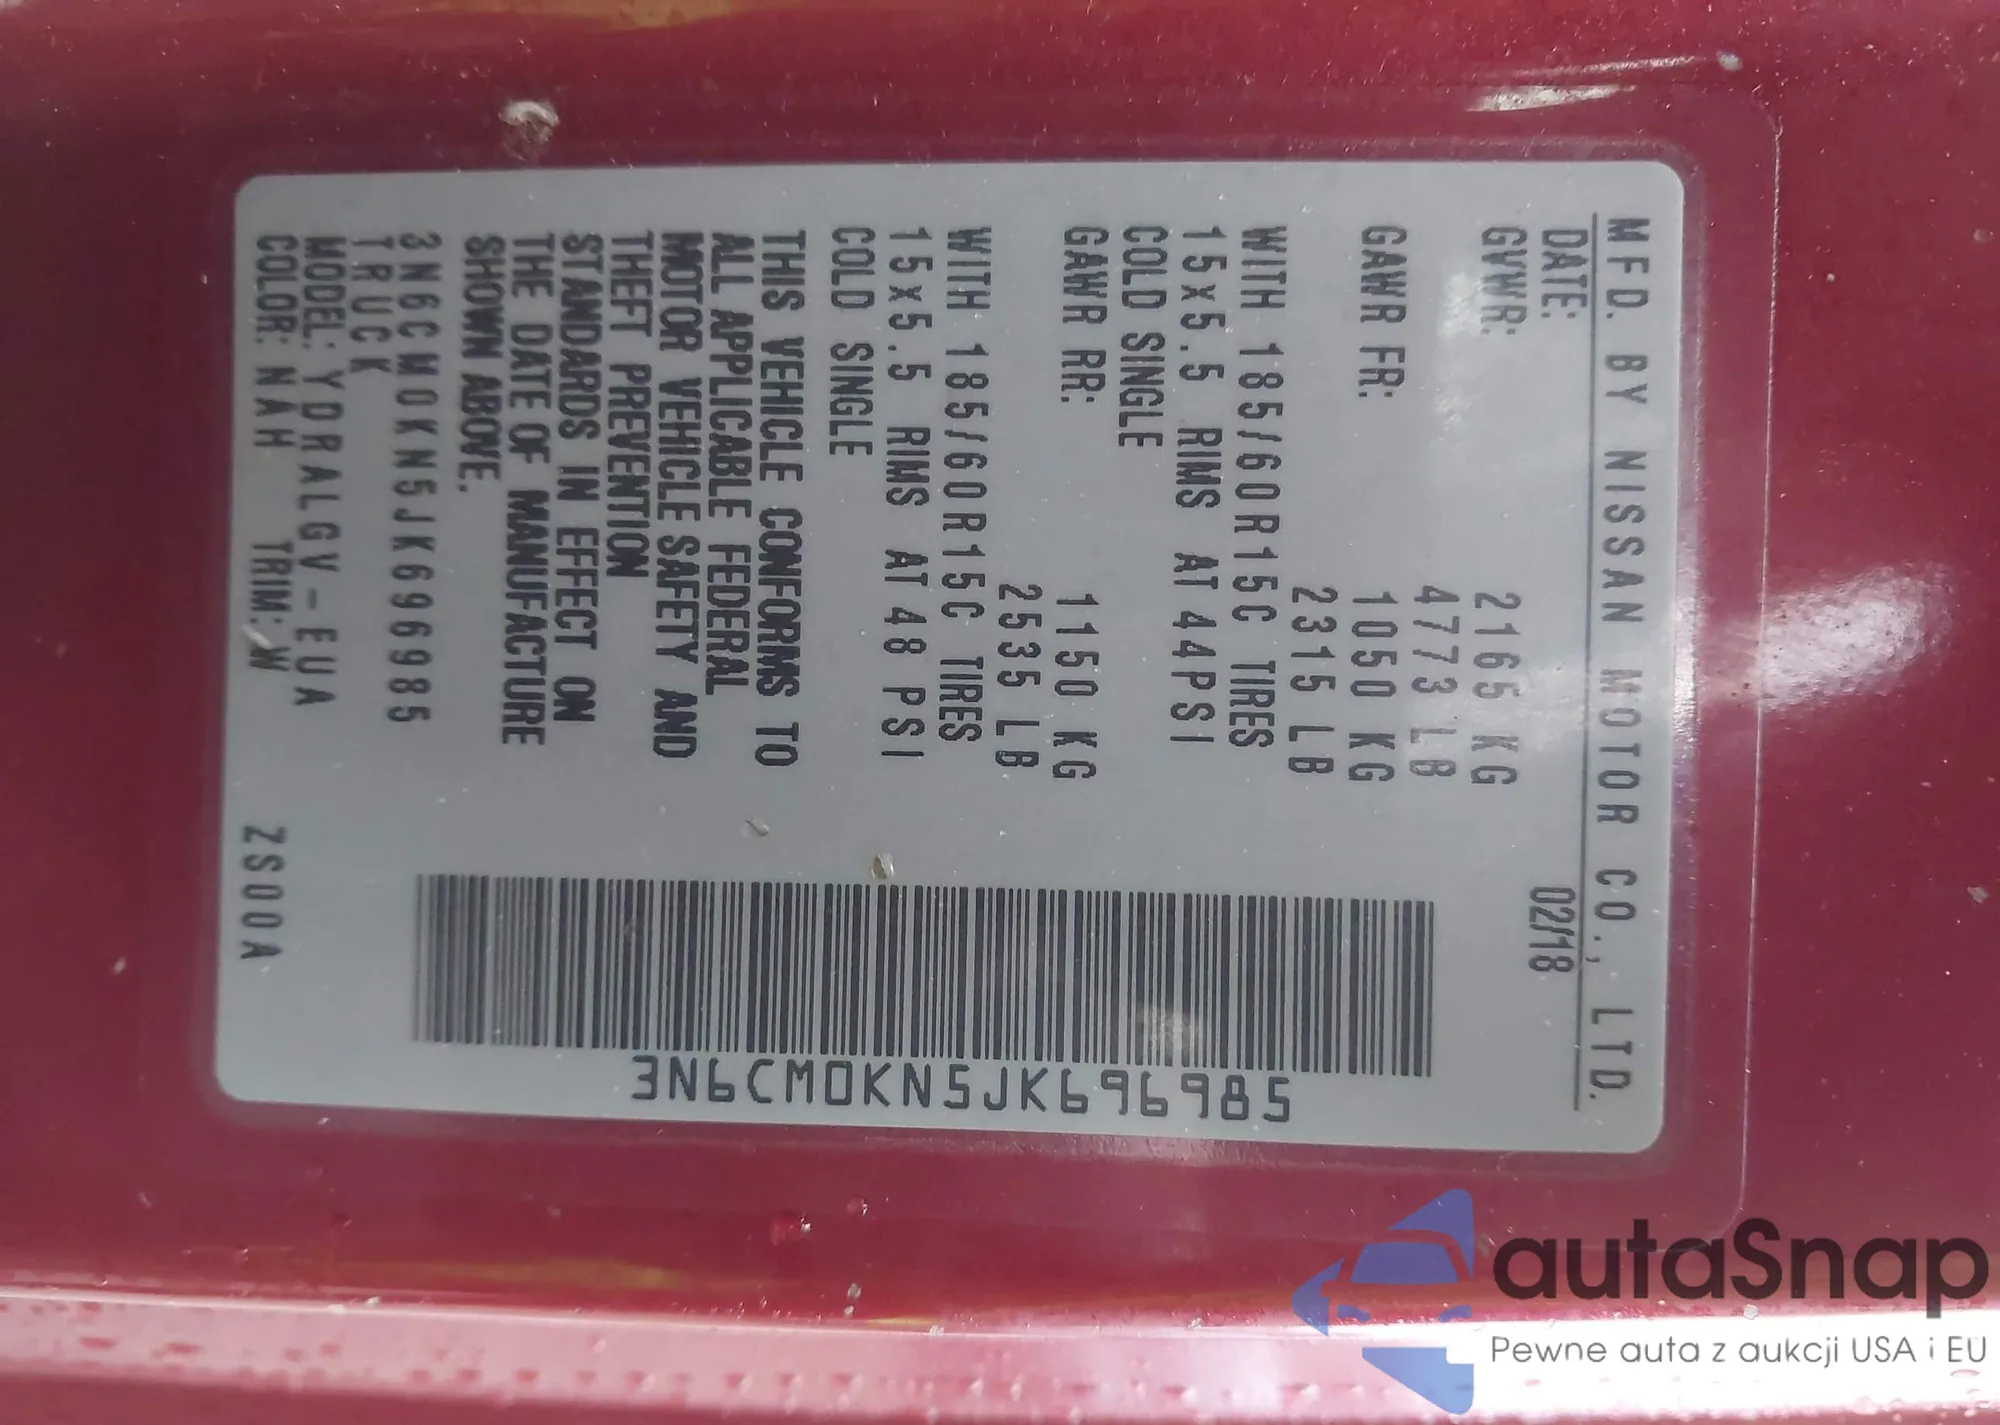 MFD. BY NISSAN MOTOR CO., LTD.
DATE: 02/18
GVWR: 2165 KG
4773 LB
GAWR FR: 1050 KG
2315 LB
WITH 185/60R15C TIRES
15x5.5 RIMS AT 44PSI
COLD SINGLE
GAWR RR: 1150 KG
2535 LB
WITH 185/60R15C TIRES
15x5.5 RIMS AT 48 PSI
COLD SINGLE
THIS VEHICLE CONFORMS TO
ALL APPLICABLE FEDERAL
MOTOR VEHICLE SAFETY AND
THEFT PREVENTION
STANDARDS IN EFFECT ON
THE DATE OF MANUFACTURE
SHOWN ABOVE.
3N6CM0KN5JK696985
TRUCK
MODEL: YDRALGV-EUA
COLOR: NAH TRIM: W ZS00A
3N6CM0KN5JK696985
autaSnap
Pewne auta z aukcji USA i EU